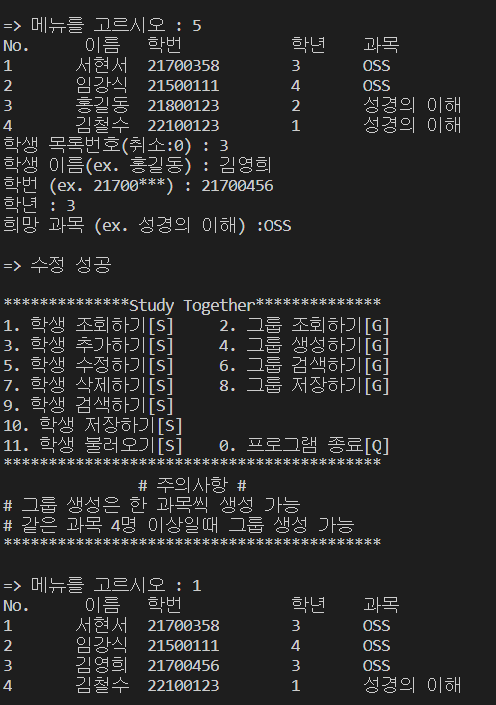 => 메뉴를 고르시오 : 5
No. 이름 학번 학년 과목
1 서현서 21700358 3 OSS
2 임강식 21500111 4 OSS
3 홍길동 21800123 2 성경의 이해
4 김철수 22100123 1 성경의 이해
학생 목록번호(취소:0) : 3
학생 이름(ex. 홍길동) : 김영희
학번 (ex. 21700***) : 21700456
학년 : 3
희망 과목 (ex. 성경의 이해) :OSS
=> 수정 성공
**************Study Together**************
1. 학생 조회하기[S] 2. 그룹 조회하기[G]
3. 학생 추가하기[S] 4. 그룹 생성하기[G]
5. 학생 수정하기[S] 6. 그룹 검색하기[G]
7. 학생 삭제하기[S] 8. 그룹 저장하기[G]
9. 학생 검색하기[S]
10. 학생 저장하기[S]
11. 학생 불러오기[S] 0. 프로그램 종료[Q]
******************************************
# 주의사항 #
# 그룹 생성은 한 과목씩 생성 가능
# 같은 과목 4명 이상일때 그룹 생성 가능
******************************************
=> 메뉴를 고르시오 : 1
No. 이름 학번 학년 과목
1 서현서 21700358 3 OSS
2 임강식 21500111 4 OSS
3 김영희 21700456 3 OSS
4 김철수 22100123 1 성경의 이해